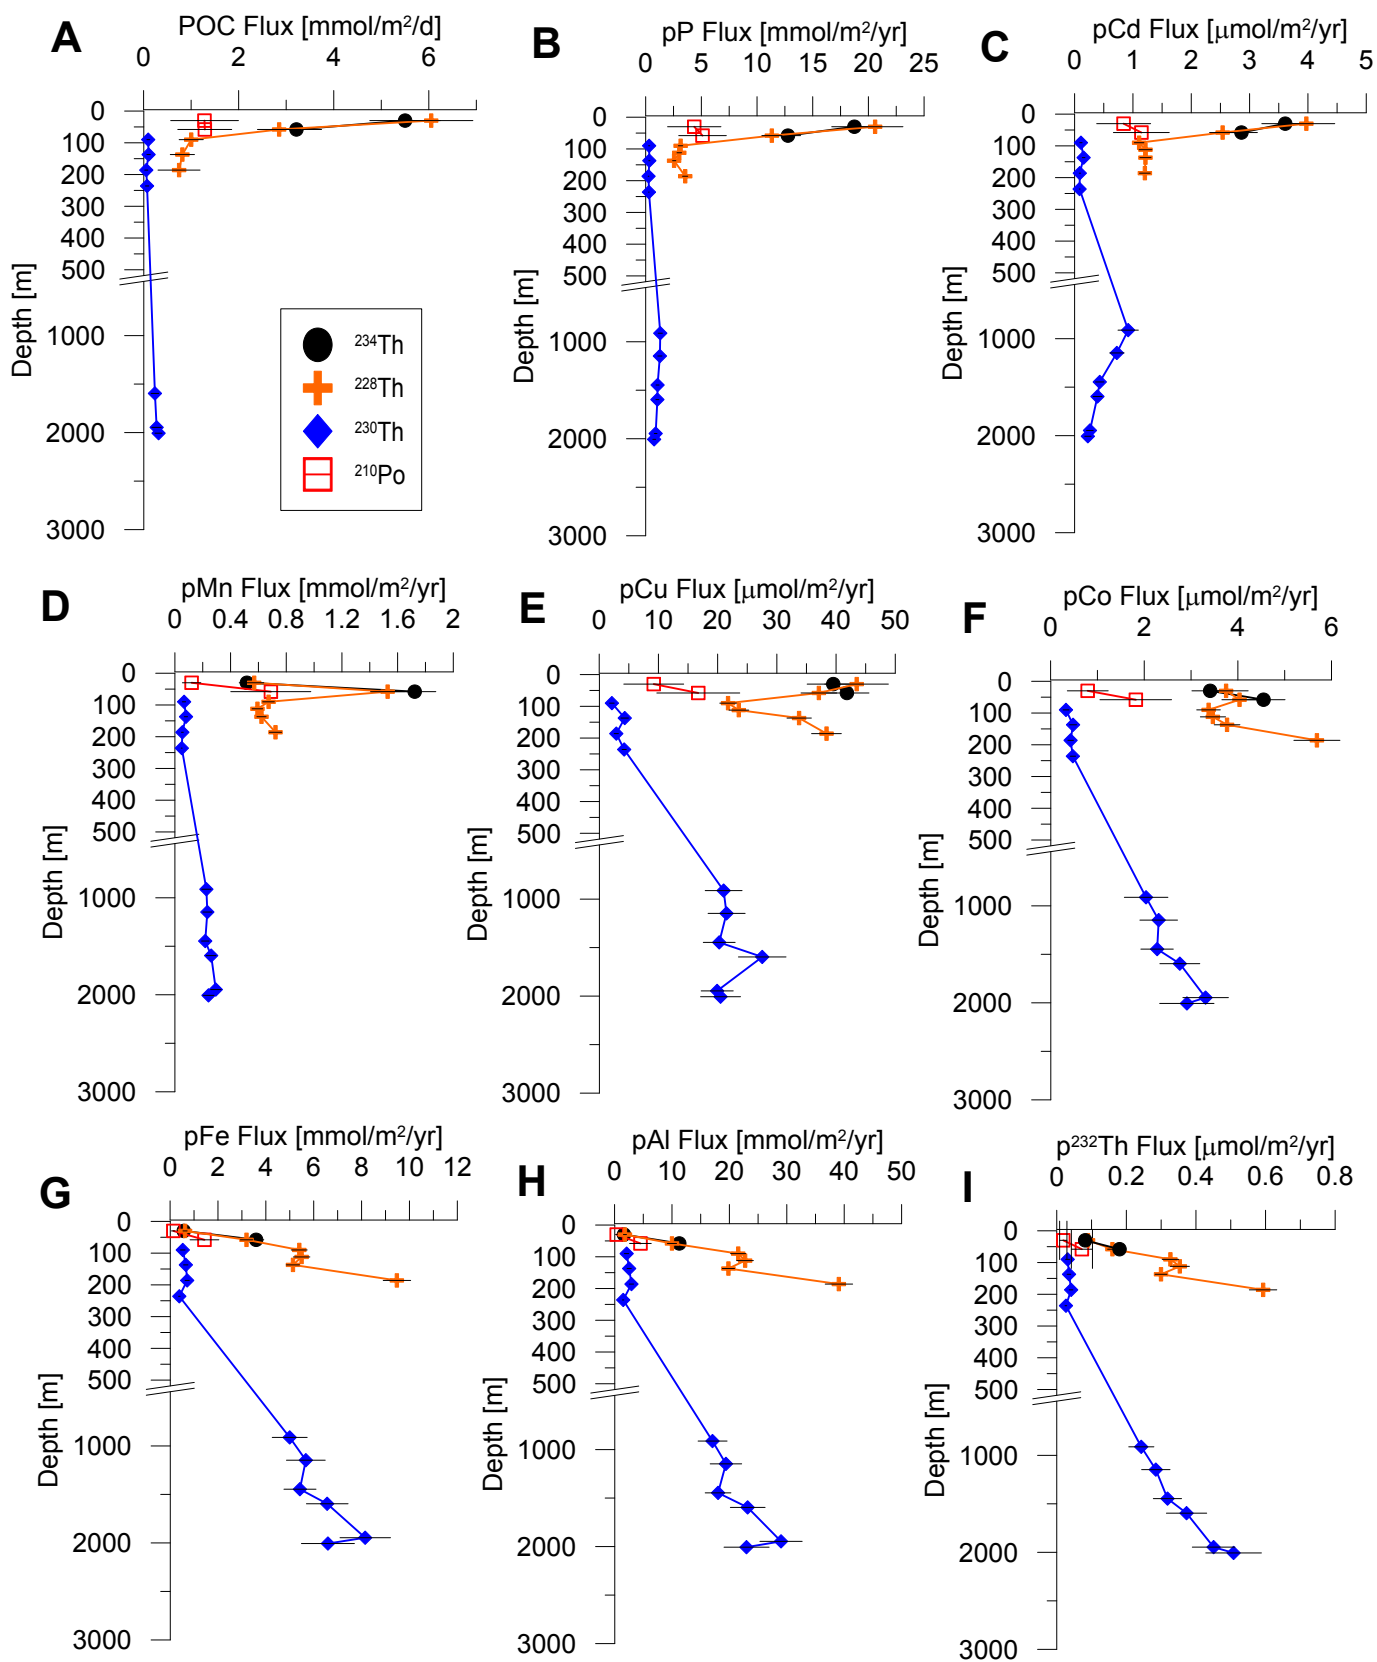 A
POC Flux [mmol/m²/d]
0 2 4 6
0
100
200
300
400
500
1000
2000
3000
Depth [m]
²³⁴Th
²²⁸Th
²³⁰Th
²¹⁰Po
B
pP Flux [mmol/m²/yr]
0 5 10 15 20 25
0
100
200
300
400
500
1000
2000
3000
Depth [m]
C
pCd Flux [μmol/m²/yr]
0 1 2 3 4 5
0
100
200
300
400
500
1000
2000
3000
Depth [m]
D
pMn Flux [mmol/m²/yr]
0 0.4 0.8 1.2 1.6 2
0
100
200
300
400
500
1000
2000
3000
Depth [m]
E
pCu Flux [μmol/m²/yr]
0 10 20 30 40 50
0
100
200
300
400
500
1000
2000
3000
Depth [m]
F
pCo Flux [μmol/m²/yr]
0 2 4 6
0
100
200
300
400
500
1000
2000
3000
Depth [m]
G
pFe Flux [mmol/m²/yr]
0 2 4 6 8 10 12
0
100
200
300
400
500
1000
2000
3000
Depth [m]
H
pAl Flux [mmol/m²/yr]
0 10 20 30 40 50
0
100
200
300
400
500
1000
2000
3000
Depth [m]
I
p²³²Th Flux [μmol/m²/yr]
0 0.2 0.4 0.6 0.8
0
100
200
300
400
500
1000
2000
3000
Depth [m]